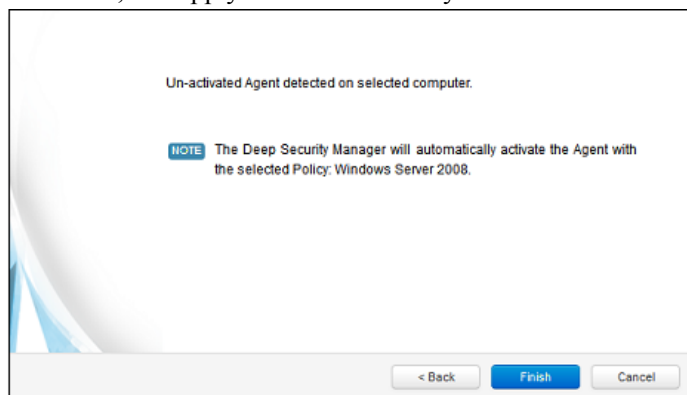 Un-activated Agent detected on selected computer.
NOTE The Deep Security Manager will automatically activate the Agent with
the selected Policy: Windows Server 2008.
< Back Finish Cancel